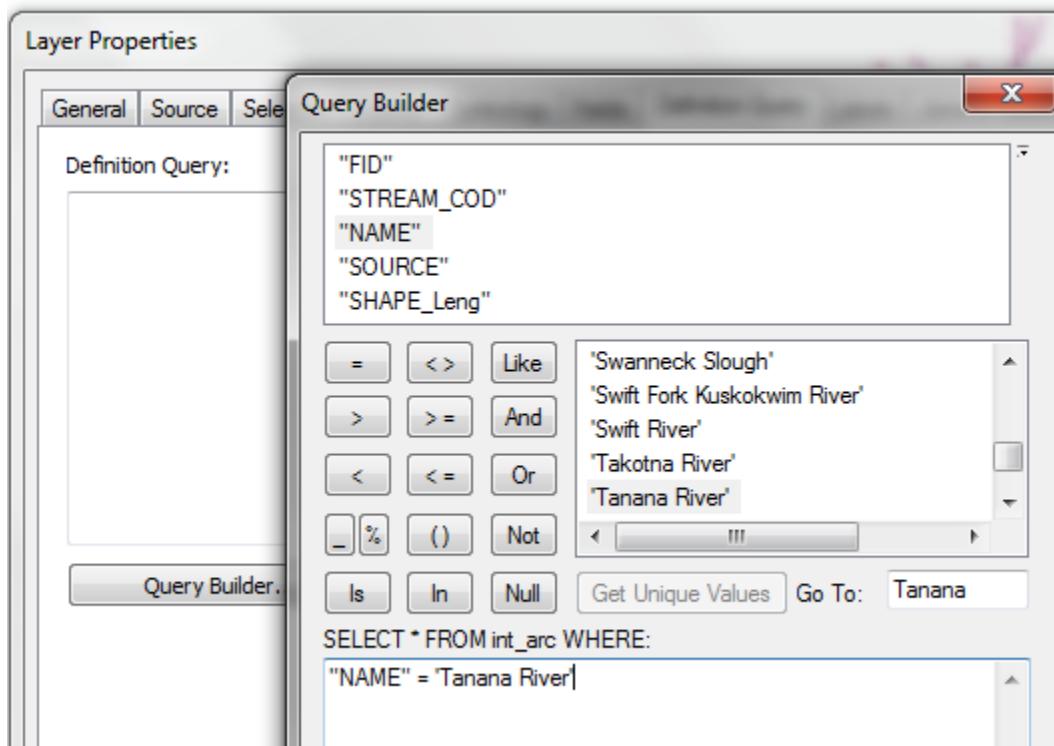 Layer Properties
General Source Sele
Definition Query:
Query Builder.
Query Builder
x
"FID"
"STREAM_COD"
"NAME"
"SOURCE"
"SHAPE_Leng"
= < > Like
> > = And
< < = Or
_ % ( ) Not
Is In Null
'Swanneck Slough'
'Swift Fork Kuskokwim River'
'Swift River'
'Takotna River'
'Tanana River'
Get Unique Values Go To: Tanana
SELECT * FROM int_arc WHERE:
"NAME" = 'Tanana River'